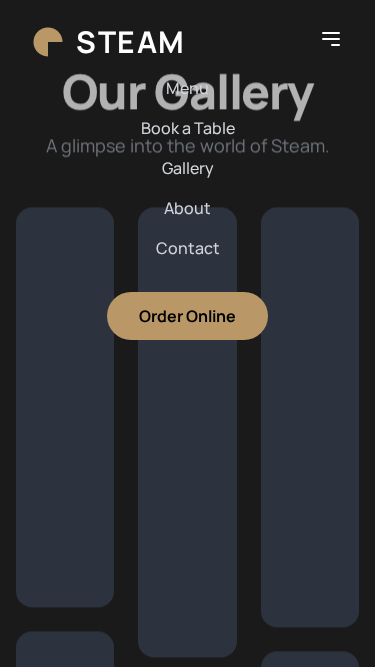 STEAM
Our Gallery
Menu
Book a Table
A glimpse into the world of Steam.
Gallery
About
Contact
Order Online